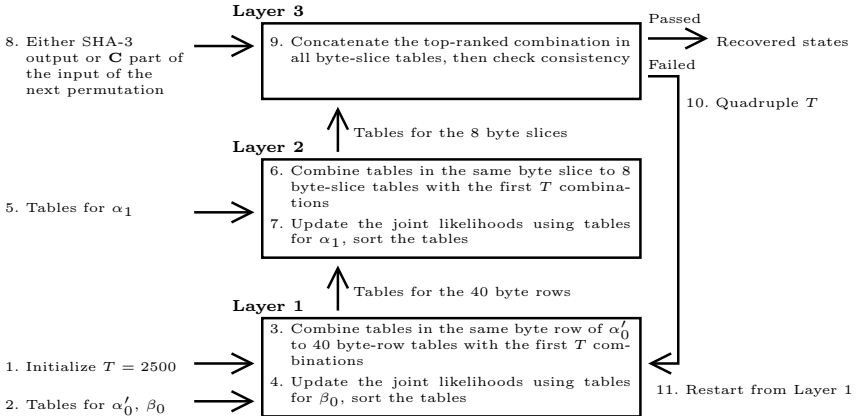 Layer 3
8. Either SHA-3
output or C part of
the input of the
next permutation
9. Concatenate the top-ranked combination in
all byte-slice tables, then check consistency
Passed
Recovered states
Failed
10. Quadruple T
Tables for the 8 byte slices
Layer 2
5. Tables for α₁
6. Combine tables in the same byte slice to 8
byte-slice tables with the first T combina-
tions
7. Update the joint likelihoods using tables
for α₁, sort the tables
Tables for the 40 byte rows
Layer 1
1. Initialize T = 2500
2. Tables for α′₀, β₀
3. Combine tables in the same byte row of α′₀
to 40 byte-row tables with the first T com-
binations
4. Update the joint likelihoods using tables
for β₀, sort the tables
11. Restart from Layer 1